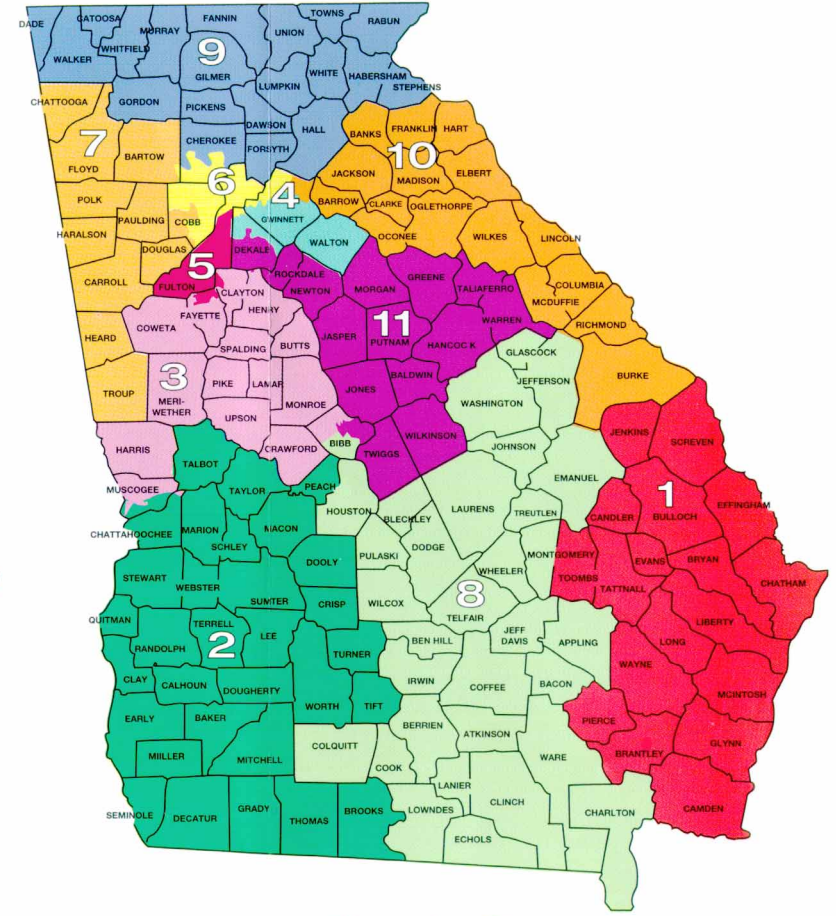 DADE
CATOOSA
FANNIN
TOWNS
RABUN
MURRAY
UNION
WHITFIELD
WALKER
9
GILMER
WHITE
HABERSHAM
LUMPKIN
STEPHENS
CHATTOOGA
GORDON
PICKENS
DAWSON
HALL
BANKS
FRANKLIN
HART
CHEROKEE
FORSYTH
7
BARTOW
10
FLOYD
JACKSON
MADISON
ELBERT
6
4
POLK
BARROW
CLARKE
OGLETHORPE
PAULDING
COBB
GWINNETT
HARALSON
WALTON
OCONEE
WILKES
LINCOLN
DOUGLAS
DEKALB
5
ROCKDALE
FULTON
CLAYTON
NEWTON
MORGAN
GREENE
TALIAFERRO
COLUMBIA
CARROLL
MCDUFFIE
FAYETTE
HENRY
COWETA
11
WARREN
RICHMOND
HEARD
JASPER
PUTNAM
HANCOCK
SPALDING
BUTTS
GLASCOCK
3
PIKE
LAMAR
BALDWIN
JEFFERSON
BURKE
TROUP
MERI-
WETHER
JONES
MONROE
WASHINGTON
UPSON
JENKINS
SCREVEN
HARRIS
CRAWFORD
BIBB
TWIGGS
WILKINSON
JOHNSON
TALBOT
EMANUEL
MUSCOGEE
TAYLOR
PEACH
1
HOUSTON
LAURENS
TREUTLEN
CANDLER
BULLOCH
EFFINGHAM
CHATTAHOOCHEE
MARION
MACON
BLECKLEY
SCHLEY
DODGE
PULASKI
MONTGOMERY
DOOLY
EVANS
BRYAN
STEWART
WEBSTER
WHEELER
TOOMBS
TATTNALL
CHATHAM
SUMTER
CRISP
WILCOX
8
QUITMAN
TERRELL
TELFAIR
LIBERTY
LEE
2
RANDOLPH
BEN HILL
JEFF
DAVIS
APPLING
LONG
TURNER
WAYNE
CLAY
CALHOUN
DOUGHERTY
IRWIN
COFFEE
BACON
MCINTOSH
WORTH
TIFT
EARLY
BAKER
BERRIEN
PIERCE
ATKINSON
GLYNN
COLQUITT
WARE
BRANTLEY
MIILLER
MITCHELL
COOK
LANIER
CLINCH
SEMINOLE
DECATUR
GRADY
THOMAS
BROOKS
LOWNDES
CHARLTON
CAMDEN
ECHOLS